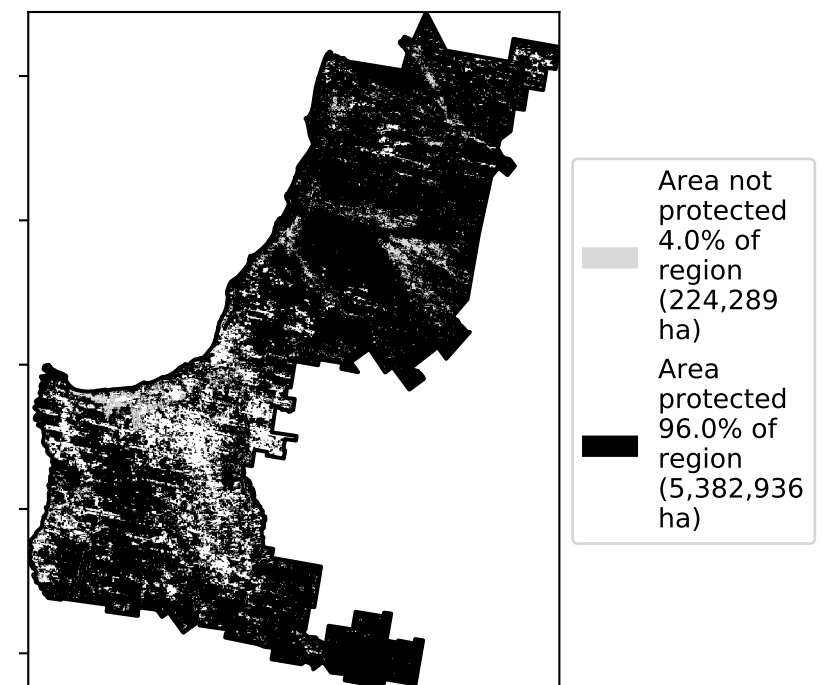 Area not
protected
4.0% of
region
(224,289
ha)
Area
protected
96.0% of
region
(5,382,936
ha)